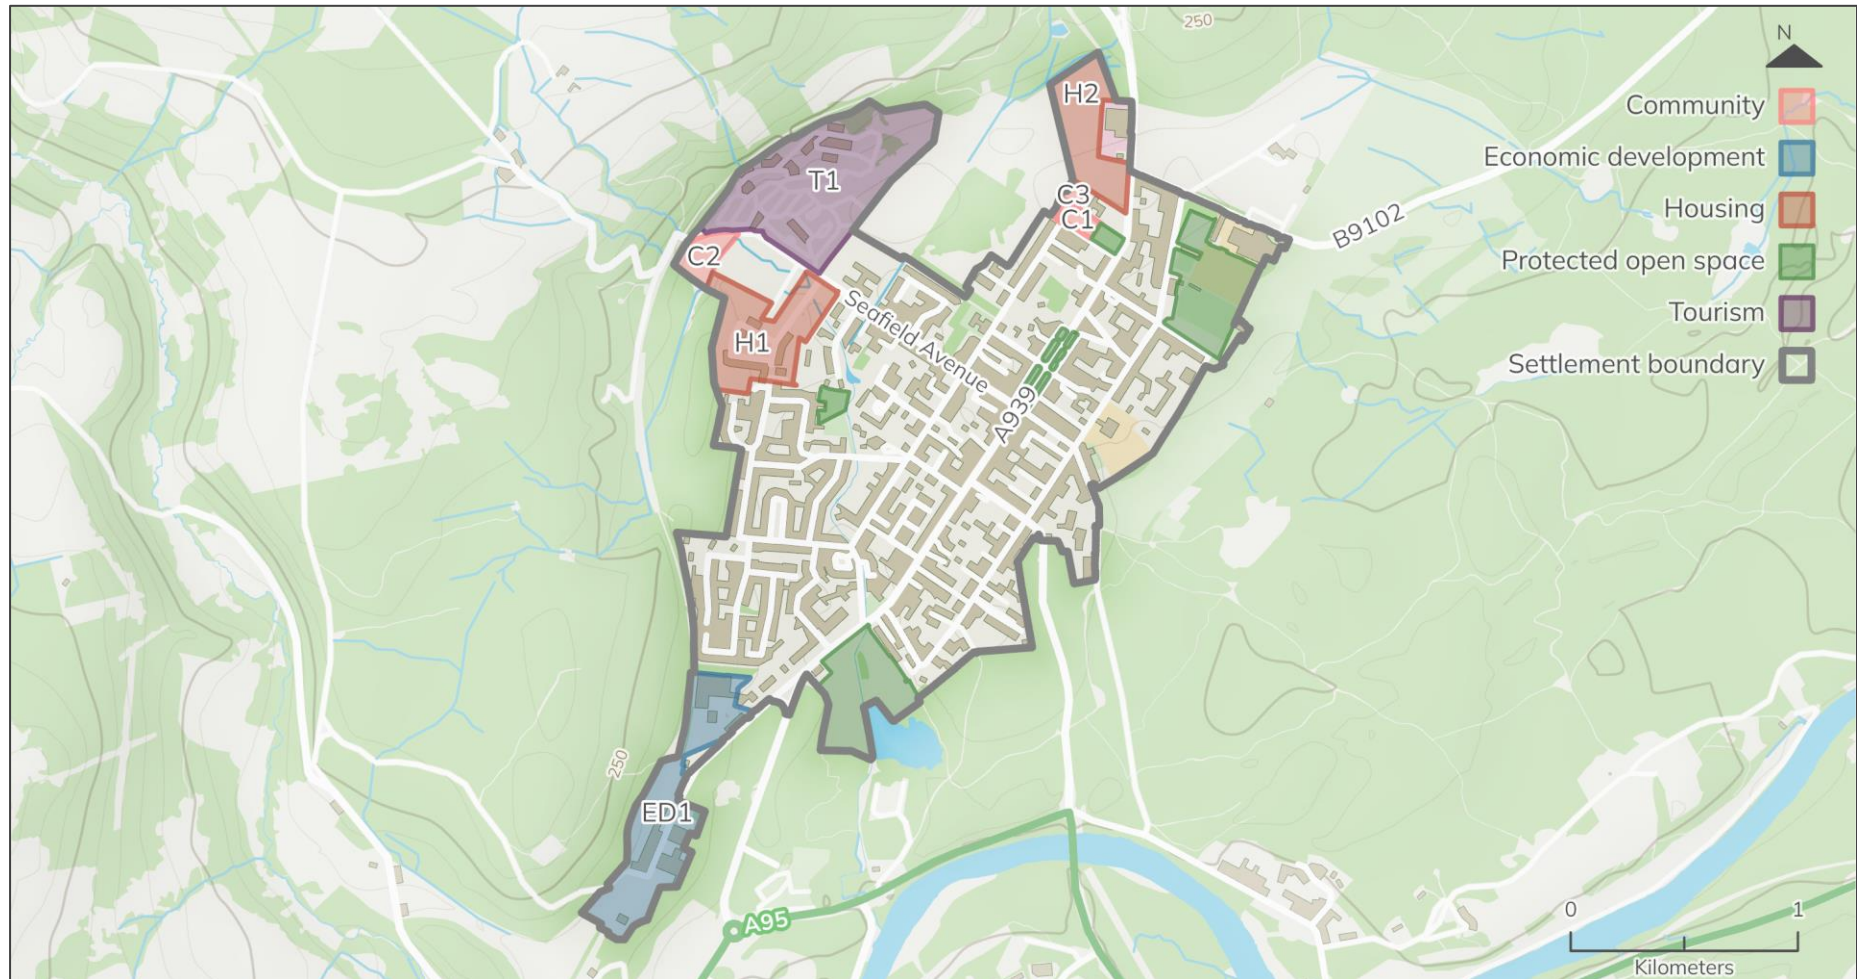 250
N
Community
Economic development
Housing
Protected open space
Tourism
Settlement boundary
H2
T1
C3
C1
B9102
C2
H1
Seafield Avenue
A939
250
ED1
A95
0 1
Kilometers